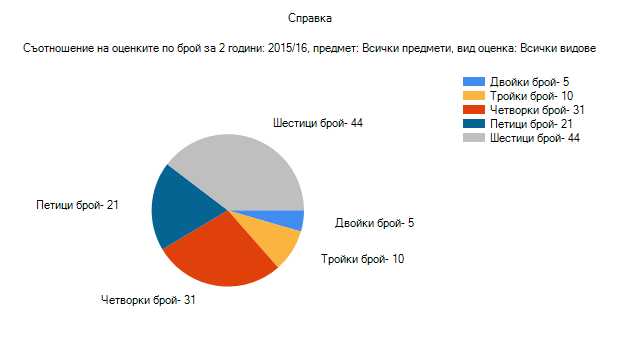 Справка
Съотношение на оценките по брой за 2 години: 2015/16, предмет: Всички предмети, вид оценка: Всички видове
Двойки брой- 5
Тройки брой- 10
Четворки брой- 31
Петици брой- 21
Шестици брой- 44
Шестици брой- 44
Петици брой- 21
Двойки брой- 5
Тройки брой- 10
Четворки брой- 31